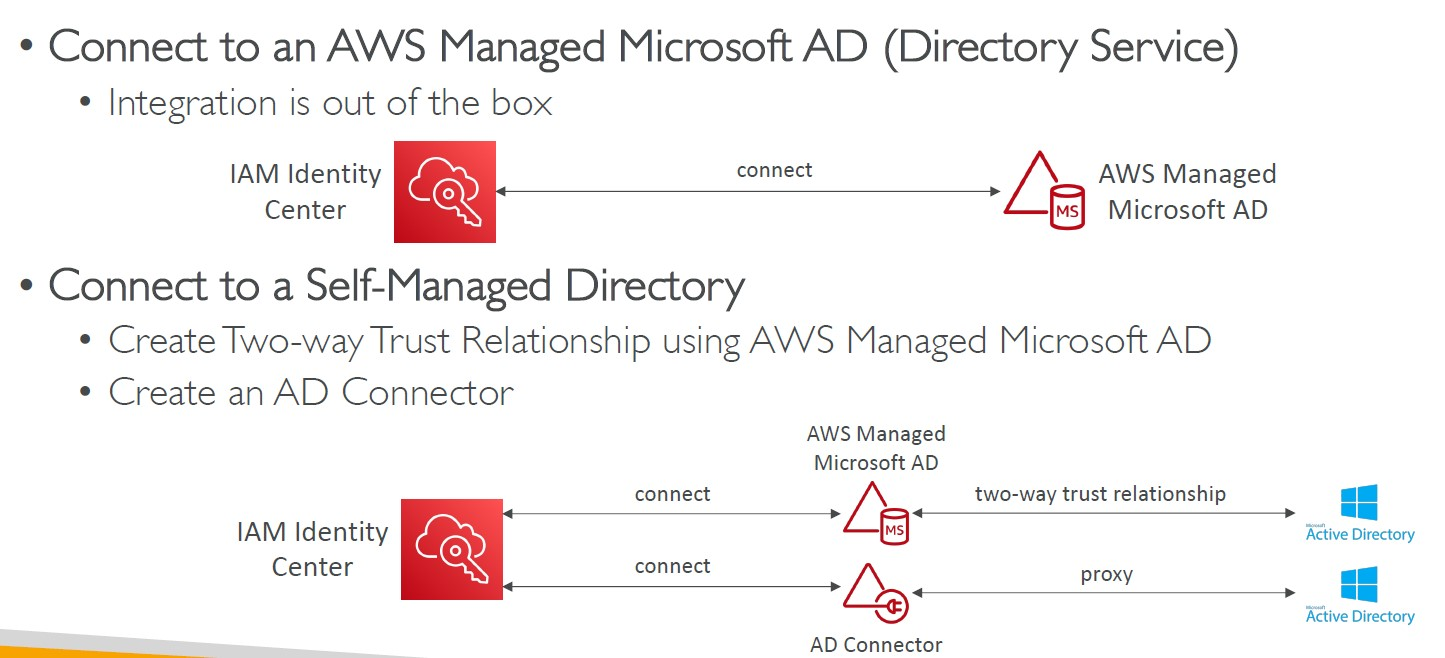 • Connect to an AWS Managed Microsoft AD (Directory Service)
• Integration is out of the box
IAM Identity
Center
connect
AWS Managed
Microsoft AD
MS
• Connect to a Self-Managed Directory
• Create Two-way Trust Relationship using AWS Managed Microsoft AD
• Create an AD Connector
AWS Managed
Microsoft AD
IAM Identity
Center
connect
MS
two-way trust relationship
Microsoft
Active Directory
connect
proxy
Microsoft
Active Directory
AD Connector